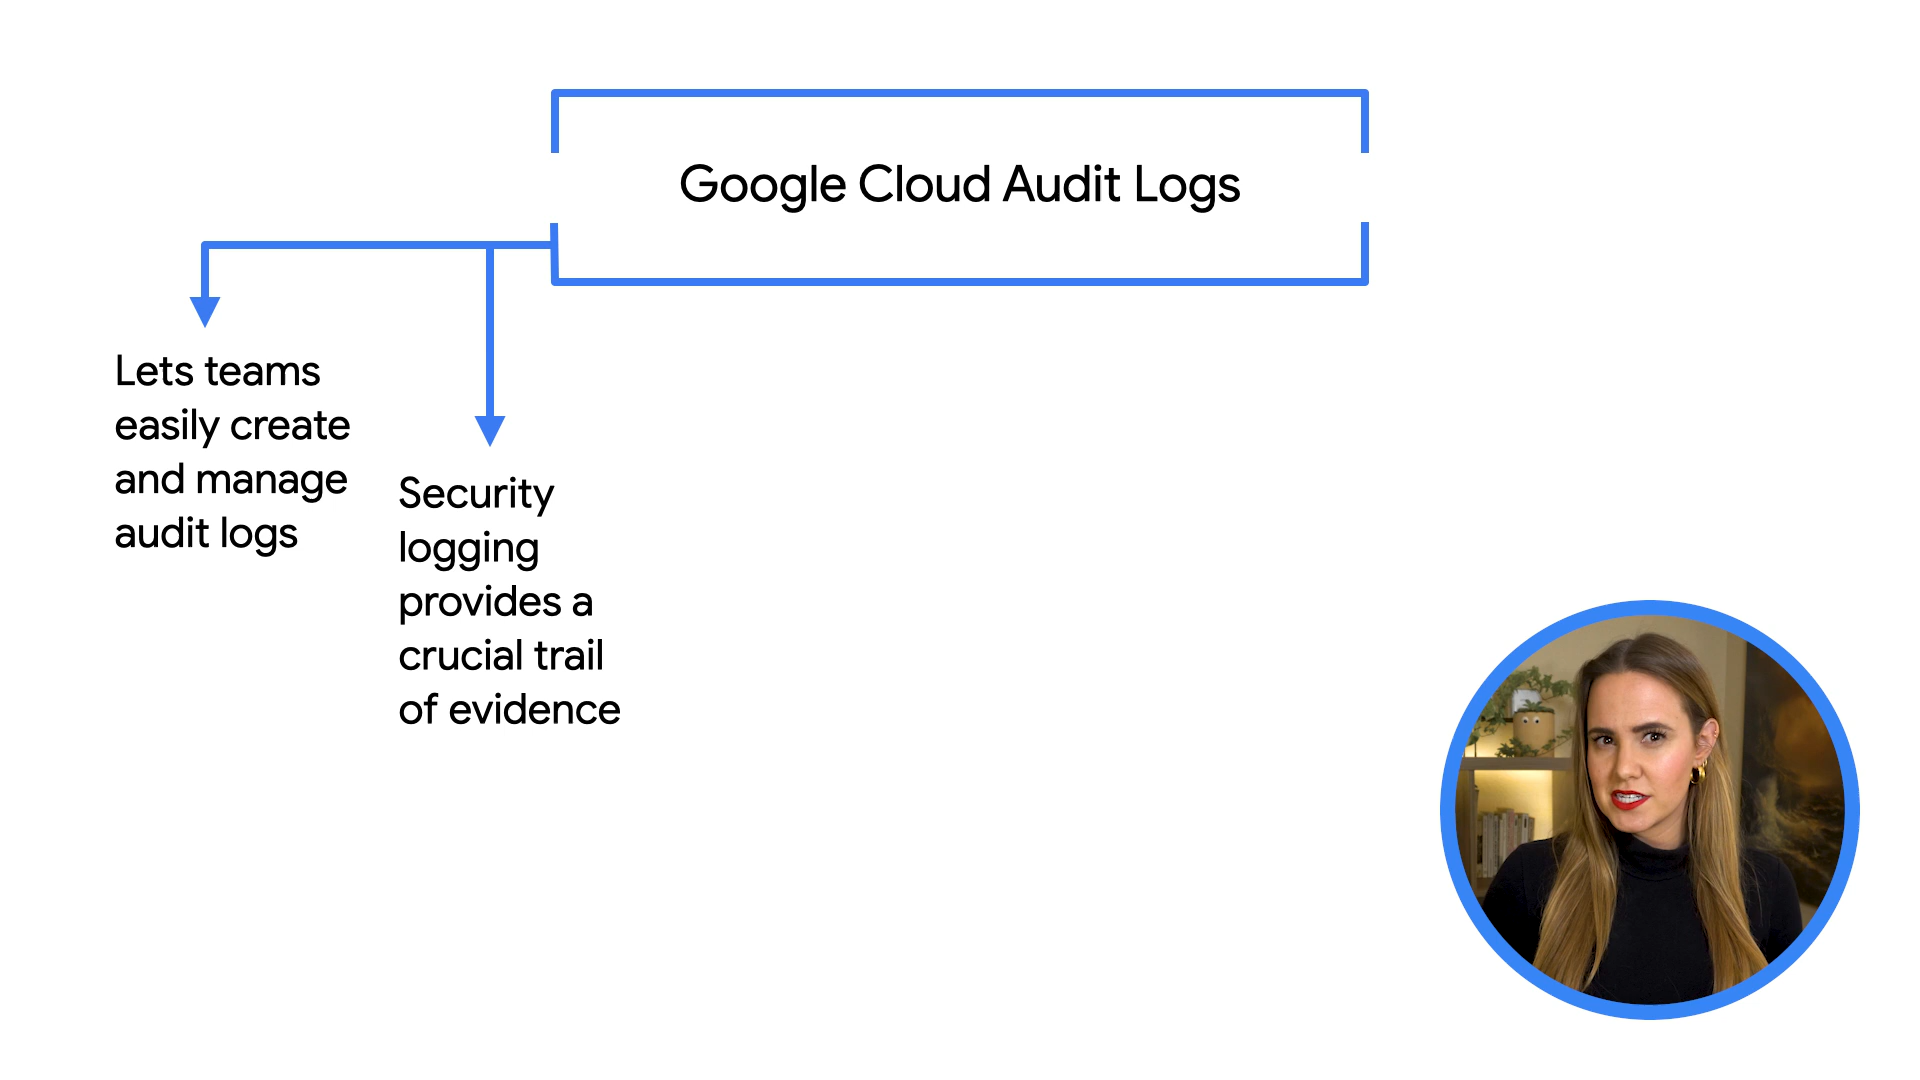 Google Cloud Audit Logs
Lets teams
easily create
and manage
audit logs
Security
logging
provides a
crucial trail
of evidence